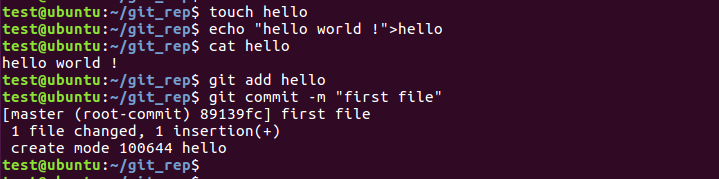 test@ubuntu:~/git_rep$ touch hello
test@ubuntu:~/git_rep$ echo "hello world !">hello
test@ubuntu:~/git_rep$ cat hello
hello world !
test@ubuntu:~/git_rep$ git add hello
test@ubuntu:~/git_rep$ git commit -m "first file"
[master (root-commit) 89139fc] first file
 1 file changed, 1 insertion(+)
 create mode 100644 hello
test@ubuntu:~/git_rep$